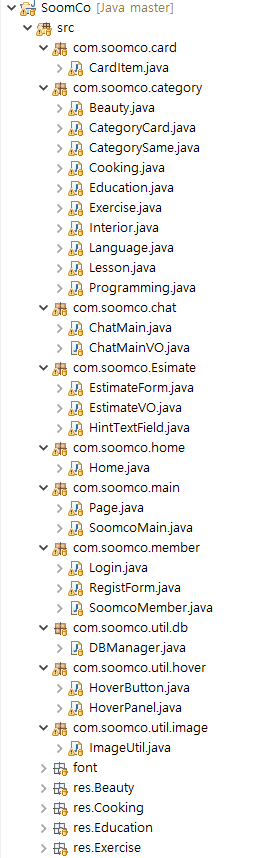 SoomCo [Java master]
src
com.soomco.card
CardItem.java
com.soomco.category
Beauty.java
CategoryCard.java
CategorySame.java
Cooking.java
Education.java
Exercise.java
Interior.java
Language.java
Lesson.java
Programming.java
com.soomco.chat
ChatMain.java
ChatMainVO.java
com.soomco.Esimate
EstimateForm.java
EstimateVO.java
HintTextField.java
com.soomco.home
Home.java
com.soomco.main
Page.java
SoomcoMain.java
com.soomco.member
Login.java
RegistForm.java
SoomcoMember.java
com.soomco.util.db
DBManager.java
com.soomco.util.hover
HoverButton.java
HoverPanel.java
com.soomco.util.image
ImageUtil.java
font
res.Beauty
res.Cooking
res.Education
res.Exercise